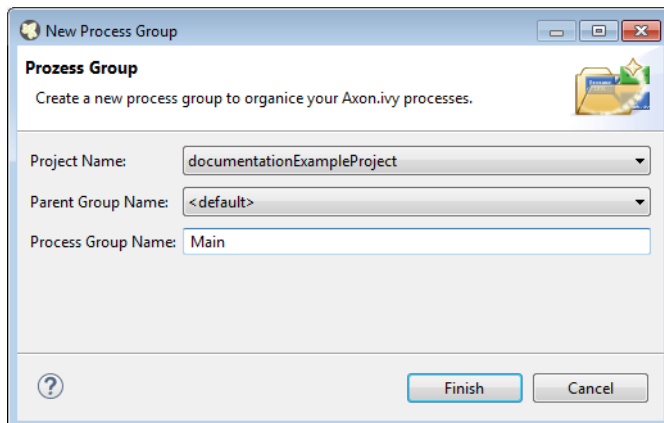 New Process Group
Prozess Group
Create a new process group to organice your Axon.ivy processes.
Project Name: documentationExampleProject
Parent Group Name: <default>
Process Group Name: Main
Finish Cancel